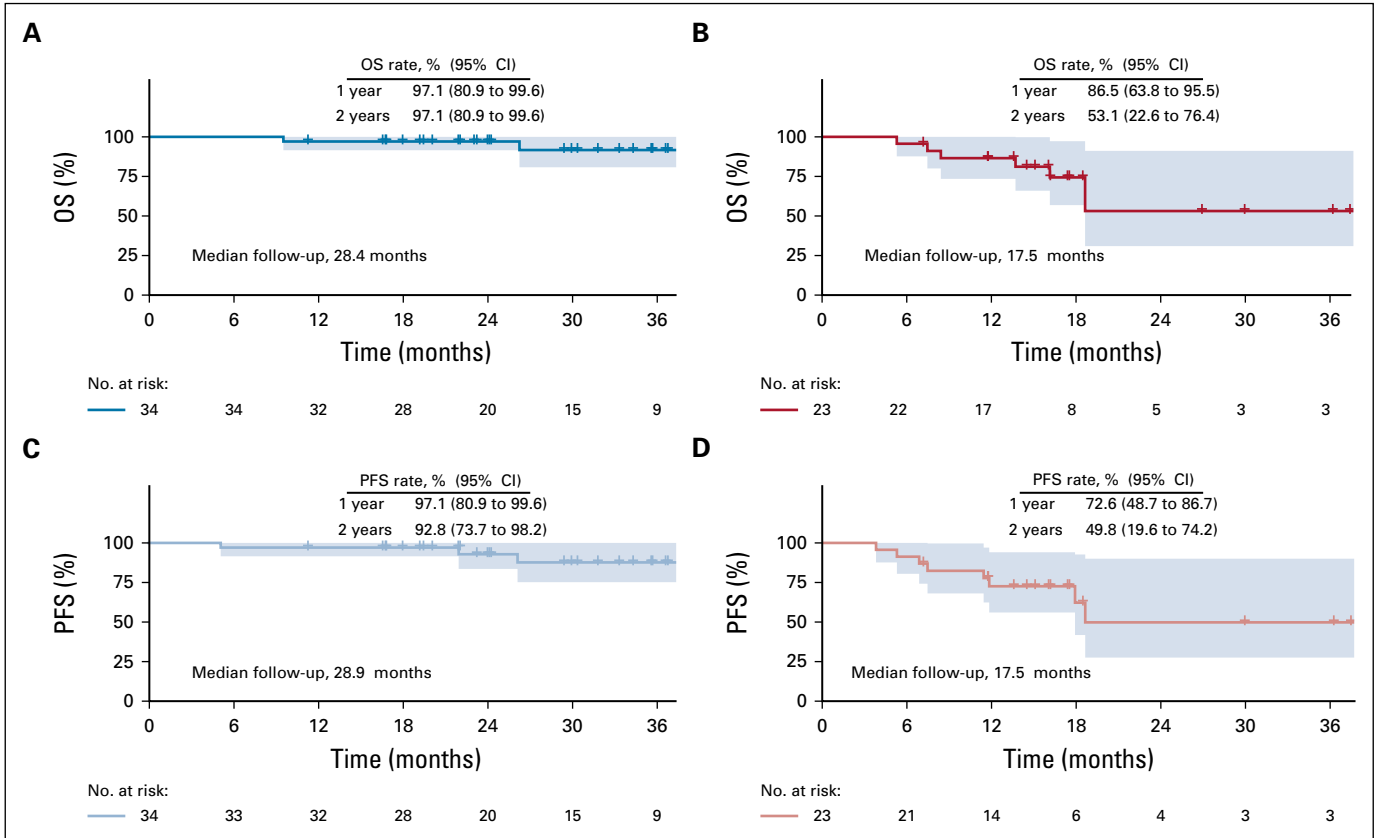 A
OS rate, % (95% CI)
1 year 97.1 (80.9 to 99.6)
2 years 97.1 (80.9 to 99.6)
100
75
50
25
0
OS (%)
Median follow-up, 28.4 months
0 6 12 18 24 30 36
Time (months)
No. at risk:
34 34 32 28 20 15 9
B
OS rate, % (95% CI)
1 year 86.5 (63.8 to 95.5)
2 years 53.1 (22.6 to 76.4)
100
75
50
25
0
OS (%)
Median follow-up, 17.5 months
0 6 12 18 24 30 36
Time (months)
No. at risk:
23 22 17 8 5 3 3
C
PFS rate, % (95% CI)
1 year 97.1 (80.9 to 99.6)
2 years 92.8 (73.7 to 98.2)
100
75
50
25
0
PFS (%)
Median follow-up, 28.9 months
0 6 12 18 24 30 36
Time (months)
No. at risk:
34 33 32 28 20 15 9
D
PFS rate, % (95% CI)
1 year 72.6 (48.7 to 86.7)
2 years 49.8 (19.6 to 74.2)
100
75
50
25
0
PFS (%)
Median follow-up, 17.5 months
0 6 12 18 24 30 36
Time (months)
No. at risk:
23 21 14 6 4 3 3